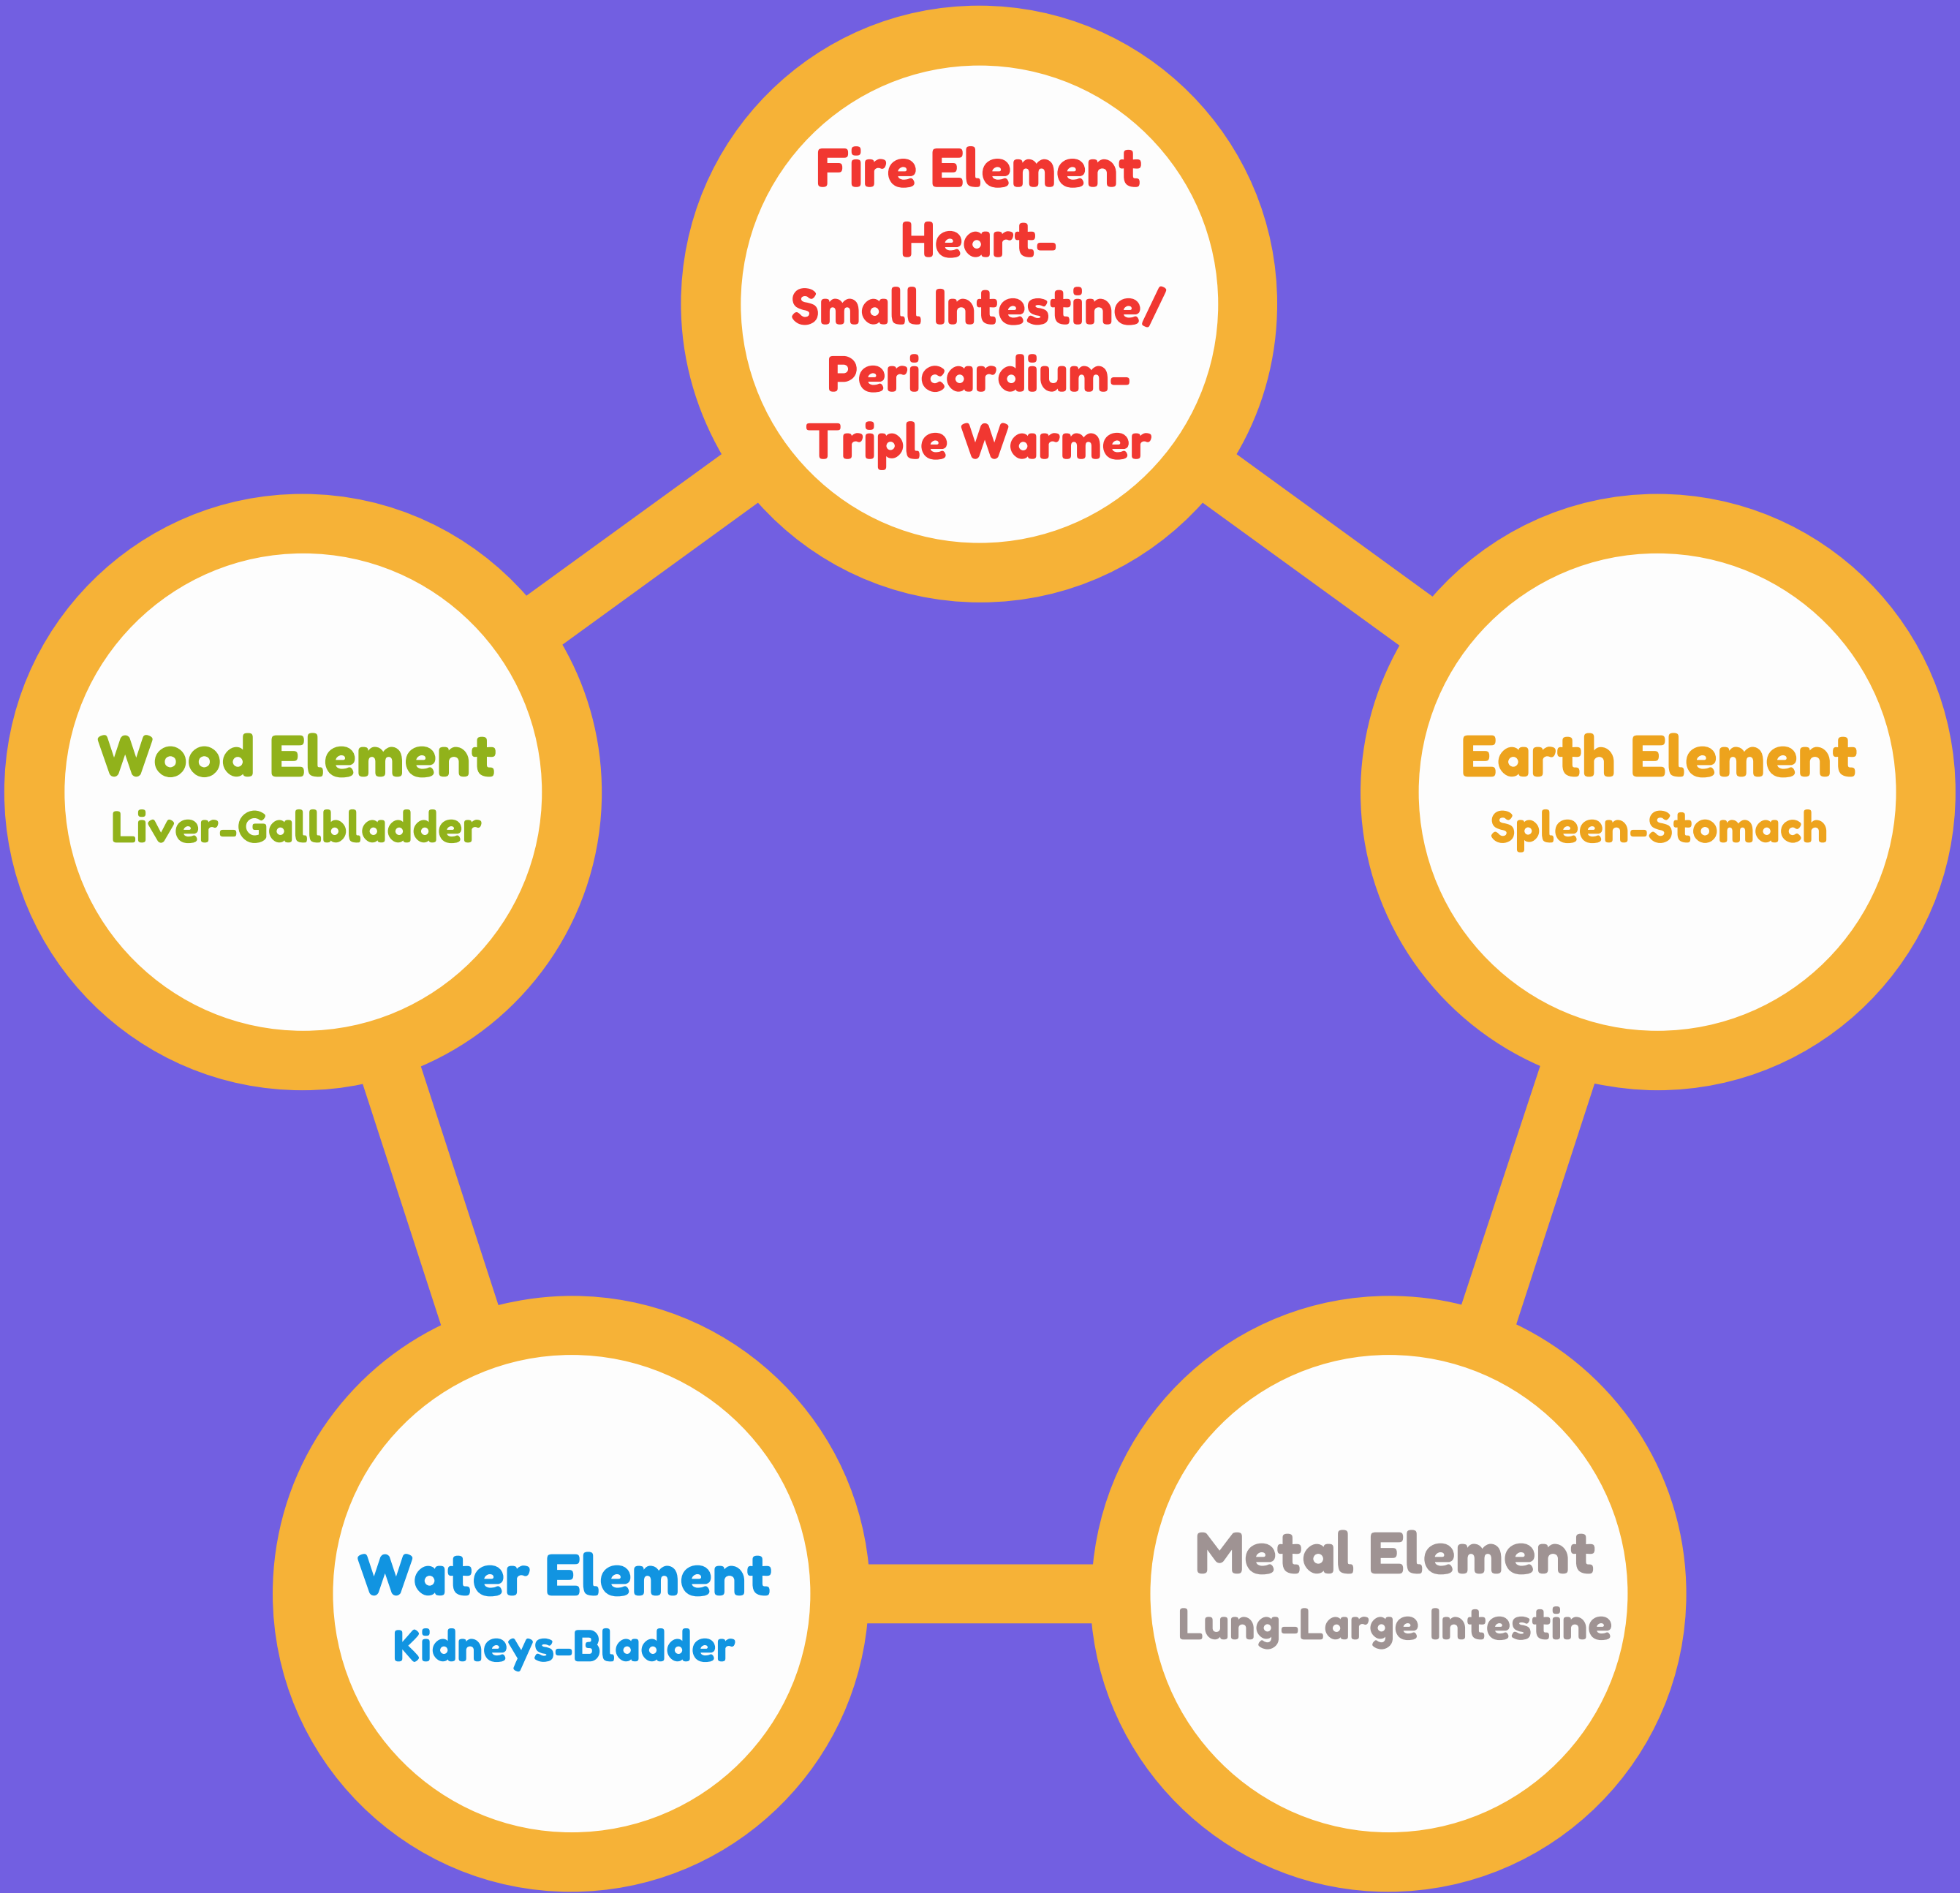 Fire Element
Heart-
Small Intestine/
Pericardium-
Triple Warmer
Wood Element
Liver-Gallbladder
Earth Element
Spleen-Stomach
Water Element
Kidneys-Bladder
Metal Element
Lung-Large Intestine